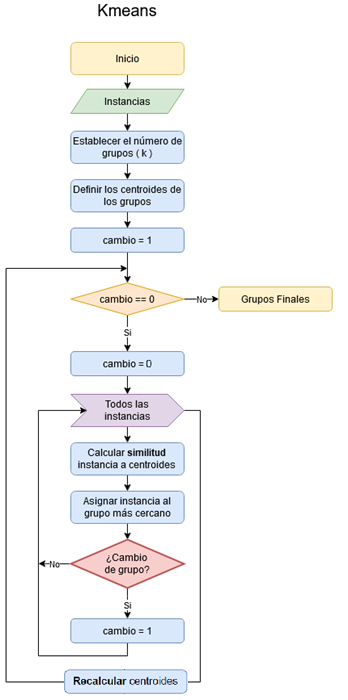 Kmeans
Inicio
Instancias
Establecer el número de
grupos ( k )
Definir los centroides de
los grupos
cambio = 1
cambio == 0
No
Grupos Finales
Si
cambio = 0
Todos las
instancias
Calcular similitud
instancia a centroides
Asignar instancia al
grupo más cercano
¿Cambio
de grupo?
No
Si
cambio = 1
Recalcular centroides